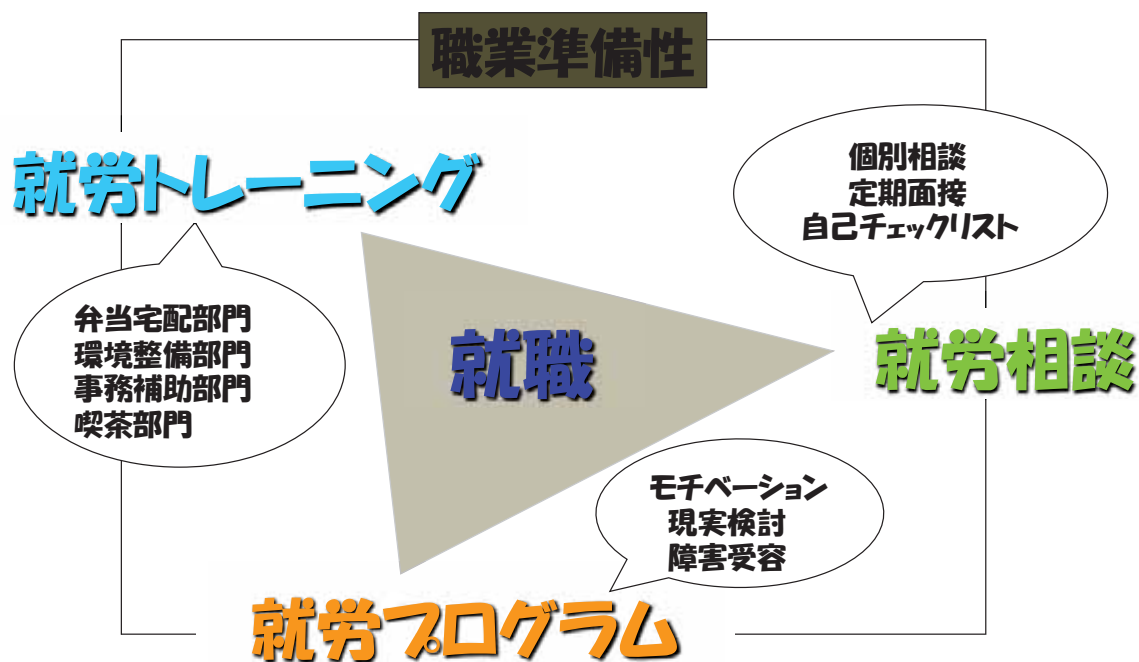 職業準備性
就労トレーニング
個別相談
定期面接
自己チェックリスト
弁当宅配部門
環境整備部門
事務補助部門
喫茶部門
就職
就労相談
モチベーション
現実検討
障害受容
就労プログラム